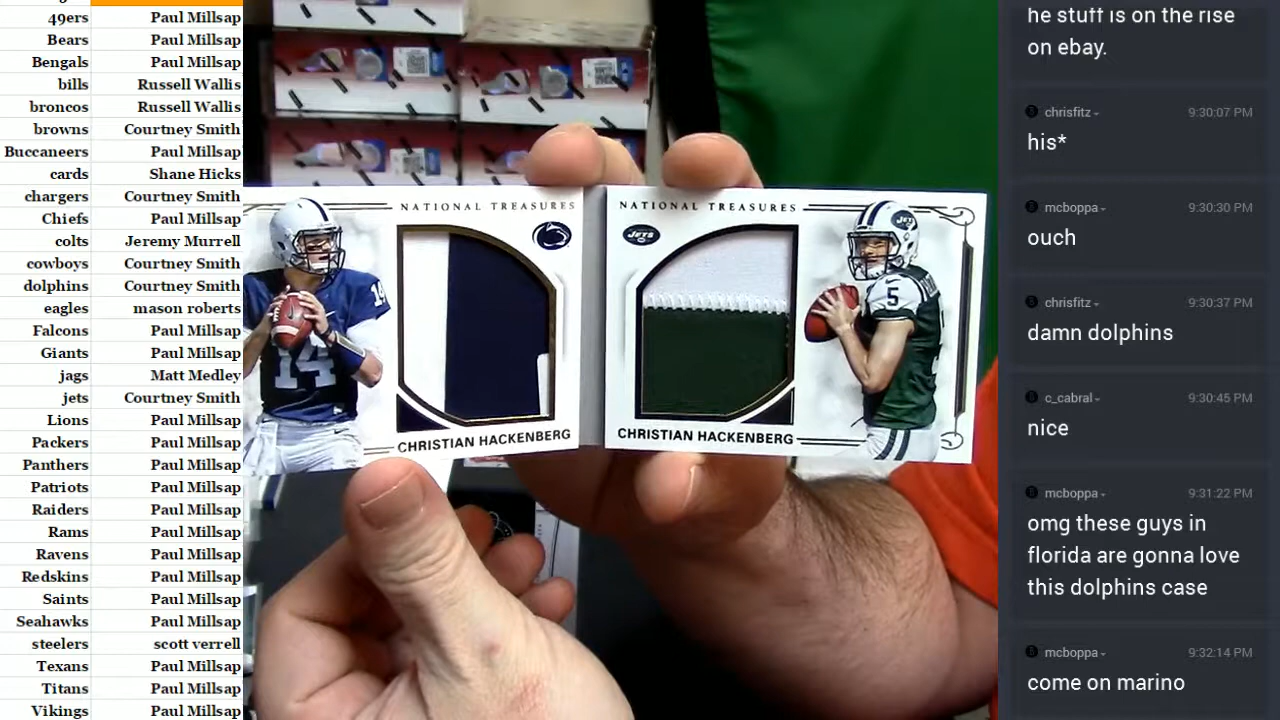 49ers Paul Millsap
Bears Paul Millsap
Bengals Paul Millsap
bills Russell Wallis
broncos Russell Wallis
browns Courtney Smith
Buccaneers Paul Millsap
cards Shane Hicks
chargers Courtney Smith
Chiefs Paul Millsap
colts Jeremy Murrell
cowboys Courtney Smith
dolphins Courtney Smith
eagles mason roberts
Falcons Paul Millsap
Giants Paul Millsap
jags Matt Medley
jets Courtney Smith
Lions Paul Millsap
Packers Paul Millsap
Panthers Paul Millsap
Patriots Paul Millsap
Raiders Paul Millsap
Rams Paul Millsap
Ravens Paul Millsap
Redskins Paul Millsap
Saints Paul Millsap
Seahawks Paul Millsap
steelers scott verrell
Texans Paul Millsap
Titans Paul Millsap
Vikings Paul Millsap
NATIONAL TREASURES
14
14
CHRISTIAN HACKENBERG
NATIONAL TREASURES
JETS
JETS
5
CHRISTIAN HACKENBERG
he stuff is on the rise
on ebay.
chrisfitz 9:30:07 PM
his*
mcboppa 9:30:30 PM
ouch
chrisfitz 9:30:37 PM
damn dolphins
c_cabral 9:30:45 PM
nice
mcboppa 9:31:22 PM
omg these guys in
florida are gonna love
this dolphins case
mcboppa 9:32:14 PM
come on marino